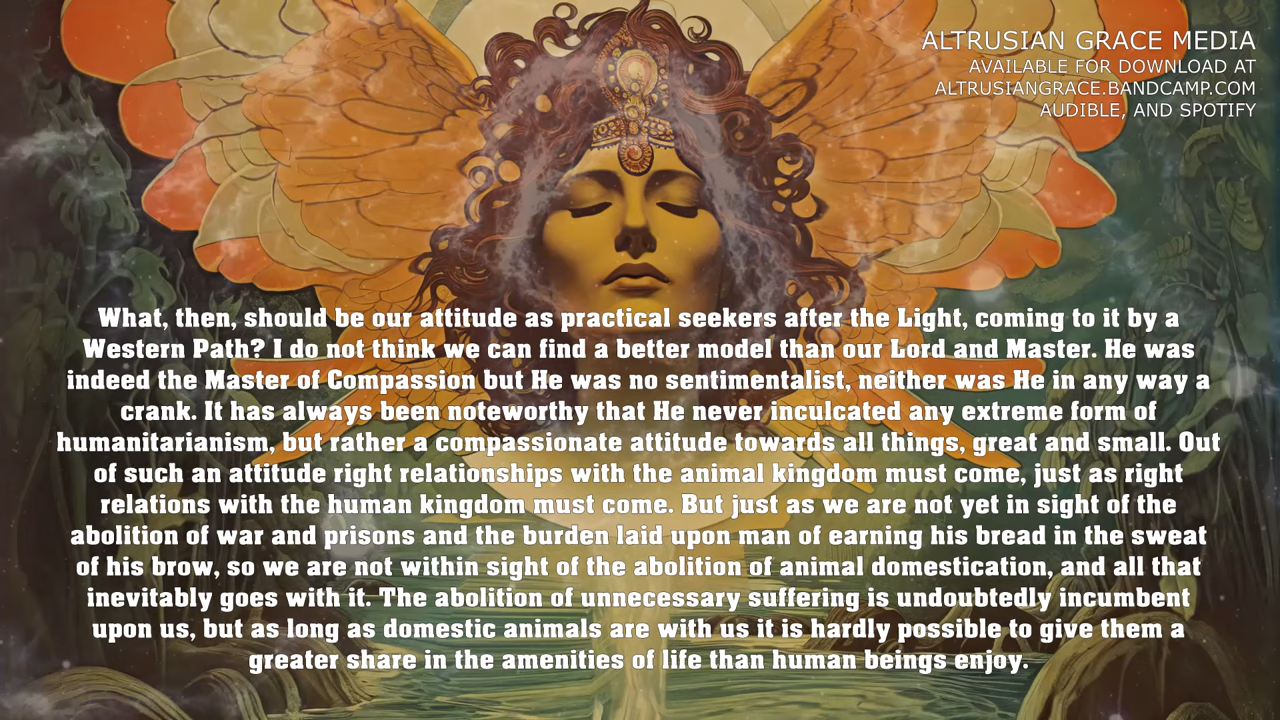 ALTRUSIAN GRACE MEDIA
AVAILABLE FOR DOWNLOAD AT
ALTRUSIANGRACE.BANDCAMP.COM
AUDIBLE, AND SPOTIFY
What, then, should be our attitude as practical seekers after the Light, coming to it by a
Western Path? I do not think we can find a better model than our Lord and Master. He was
indeed the Master of Compassion but He was no sentimentalist, neither was He in any way a
crank. It has always been noteworthy that He never inculcated any extreme form of
humanitarianism, but rather a compassionate attitude towards all things, great and small. Out
of such an attitude right relationships with the animal kingdom must come, just as right
relations with the human kingdom must come. But just as we are not yet in sight of the
abolition of war and prisons and the burden laid upon man of earning his bread in the sweat
of his brow, so we are not within sight of the abolition of animal domestication, and all that
inevitably goes with it. The abolition of unnecessary suffering is undoubtedly incumbent
upon us, but as long as domestic animals are with us it is hardly possible to give them a
greater share in the amenities of life than human beings enjoy.